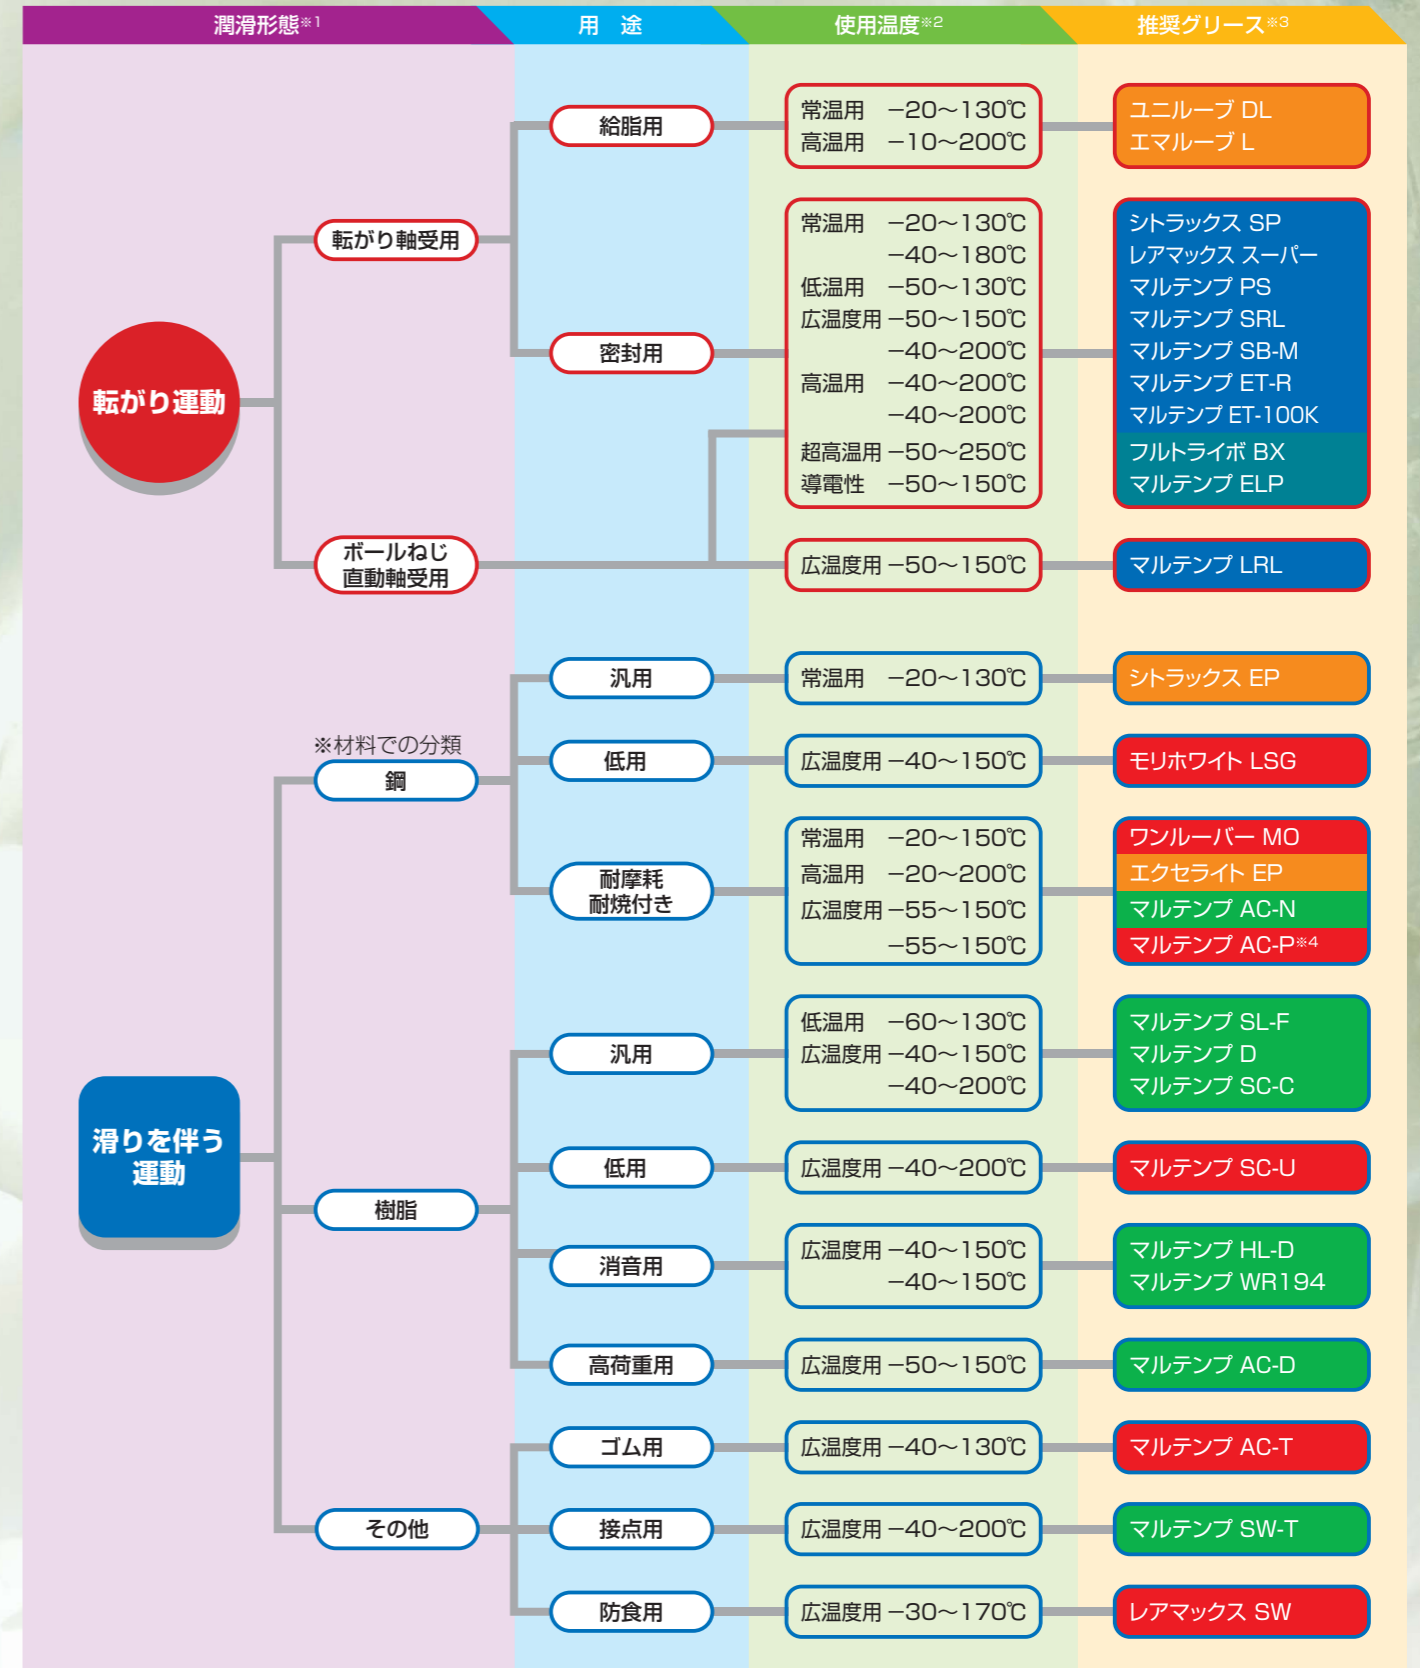 潤滑形態※1
用　途
使用温度※2
推奨グリース※3
転がり運動
転がり軸受用
給脂用
常温用 −20～130℃
高温用 −10～200℃
ユニルーブ DL
エマルーブ L
密封用
常温用 −20～130℃
−40～180℃
低温用 −50～130℃
広温度用 −50～150℃
−40～200℃
高温用 −40～200℃
−40～200℃
超高温用 −50～250℃
導電性 −50～150℃
シトラックス SP
レアマックス スーパー
マルテンプ PS
マルテンプ SRL
マルテンプ SB-M
マルテンプ ET-R
マルテンプ ET-100K
フルトライボ BX
マルテンプ ELP
ボールねじ
直動軸受用
広温度用 −50～150℃
マルテンプ LRL
滑りを伴う
運動
※材料での分類
鋼
汎用
常温用 −20～130℃
シトラックス EP
低用
広温度用 −40～150℃
モリホワイト LSG
耐摩耗
耐焼付き
常温用 −20～150℃
高温用 −20～200℃
広温度用 −55～150℃
−55～150℃
ワンルーバー MO
エクセライト EP
マルテンプ AC-N
マルテンプ AC-P※4
樹脂
汎用
低温用 −60～130℃
広温度用 −40～150℃
−40～200℃
マルテンプ SL-F
マルテンプ D
マルテンプ SC-C
低用
広温度用 −40～200℃
マルテンプ SC-U
消音用
広温度用 −40～150℃
−40～150℃
マルテンプ HL-D
マルテンプ WR194
高荷重用
広温度用 −50～150℃
マルテンプ AC-D
その他
ゴム用
広温度用 −40～130℃
マルテンプ AC-T
接点用
広温度用 −40～200℃
マルテンプ SW-T
防食用
広温度用 −30～170℃
レアマックス SW